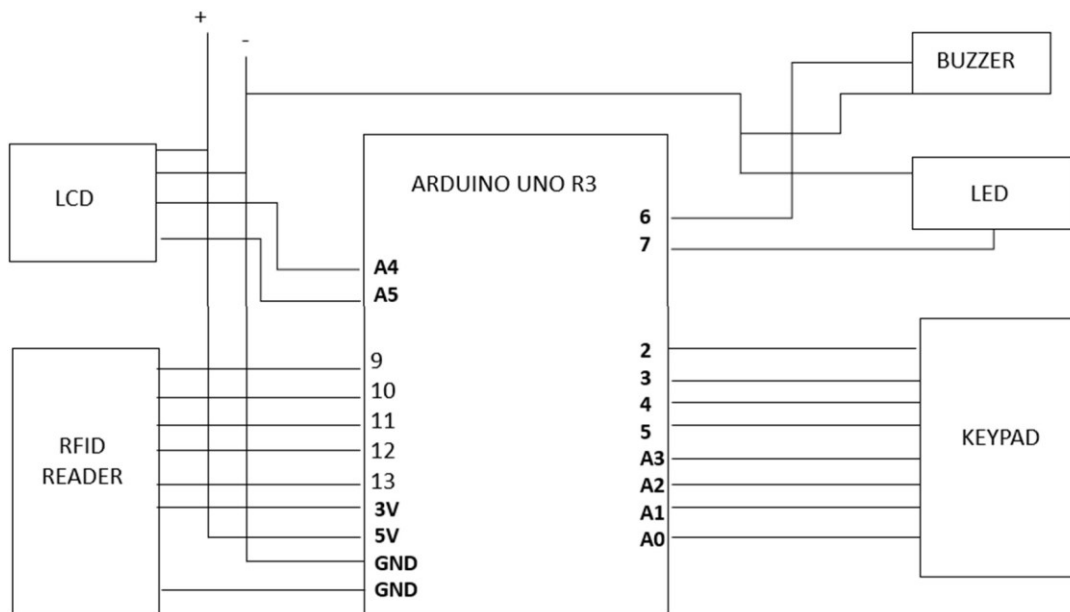 +
-
BUZZER
LCD
ARDUINO UNO R3
LED
6
7
A4
A5
9
10
11
12
13
3V
5V
GND
GND
RFID
READER
2
3
4
5
A3
A2
A1
A0
KEYPAD